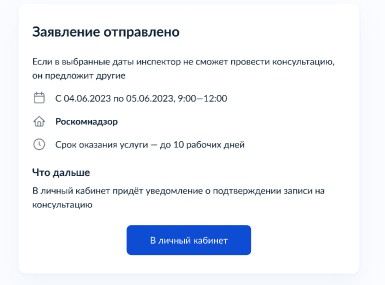 Заявление отправлено
Если в выбранные даты инспектор не сможет провести консультацию,
он предложит другие
С 04.06.2023 по 05.06.2023, 9:00—12:00
Роскомнадзор
Срок оказания услуги — до 10 рабочих дней
Что дальше
В личный кабинет придёт уведомление о подтверждении записи на
консультацию
В личный кабинет